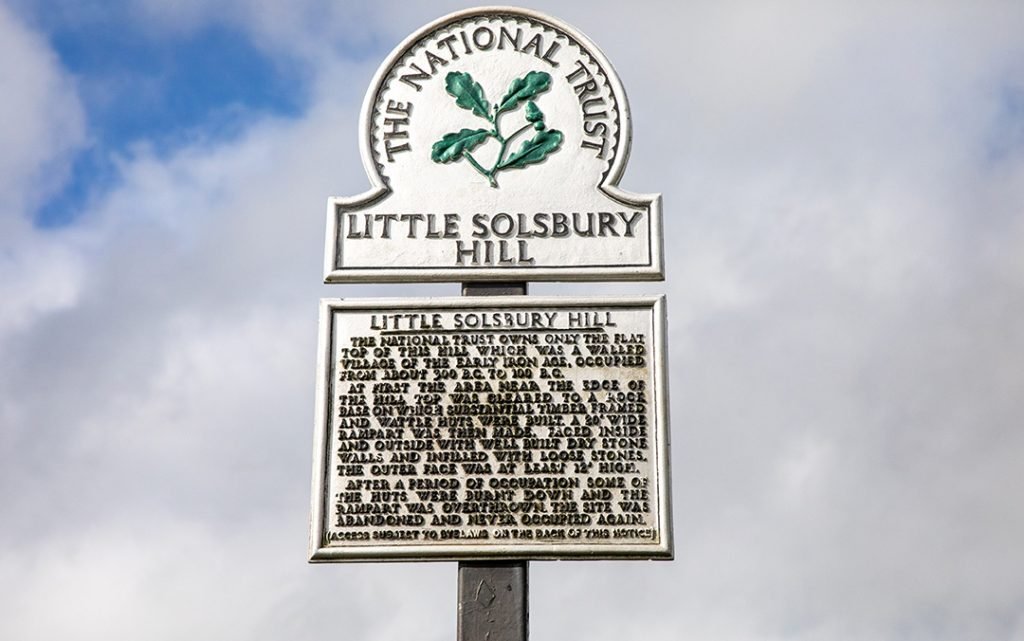 THE NATIONAL TRUST
LITTLE SOLSBURY
HILL
LITTLE SOLSBURY HILL
THE NATIONAL TRUST OWNS ONLY THE FLAT
TOP OF THIS HILL WHICH WAS A WALLED
VILLAGE OF THE EARLY IRON AGE, OCCUPIED
FROM ABOUT 300 B.C. TO 100 B.C.
AT FIRST THE AREA NEAR THE EDGE OF
THE HILL TOP WAS CLEARED TO A ROCK
BASE ON WHICH SUBSTANTIAL TIMBER FRAMED
AND WATTLE HUTS WERE BUILT. A 20' WIDE
RAMPART WAS THEN MADE, FACED INSIDE
AND OUTSIDE WITH WELL BUILT DRY STONE
WALLS AND INFILLED WITH LOOSE STONES.
THE OUTER FACE WAS AT LEAST 12' HIGH.
AFTER A PERIOD OF OCCUPATION SOME OF
THE HUTS WERE BURNT DOWN AND THE
RAMPART WAS OVERTHROWN. THE SITE WAS
ABANDONED AND NEVER OCCUPIED AGAIN.
(ACCESS SUBJECT TO BYELAWS ON THE BACK OF THIS NOTICE)